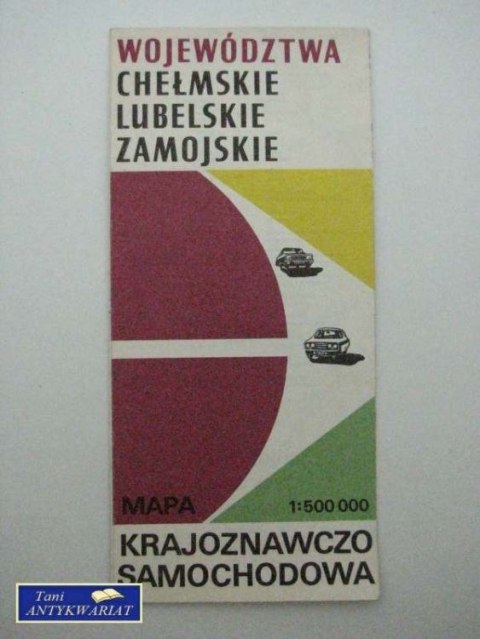 WOJEWÓDZTWA
CHEŁMSKIE
LUBELSKIE
ZAMOJSKIE
MAPA 1:500 000
KRAJOZNAWCZO
SAMOCHODOWA
Tani
ANTYKWARIAT